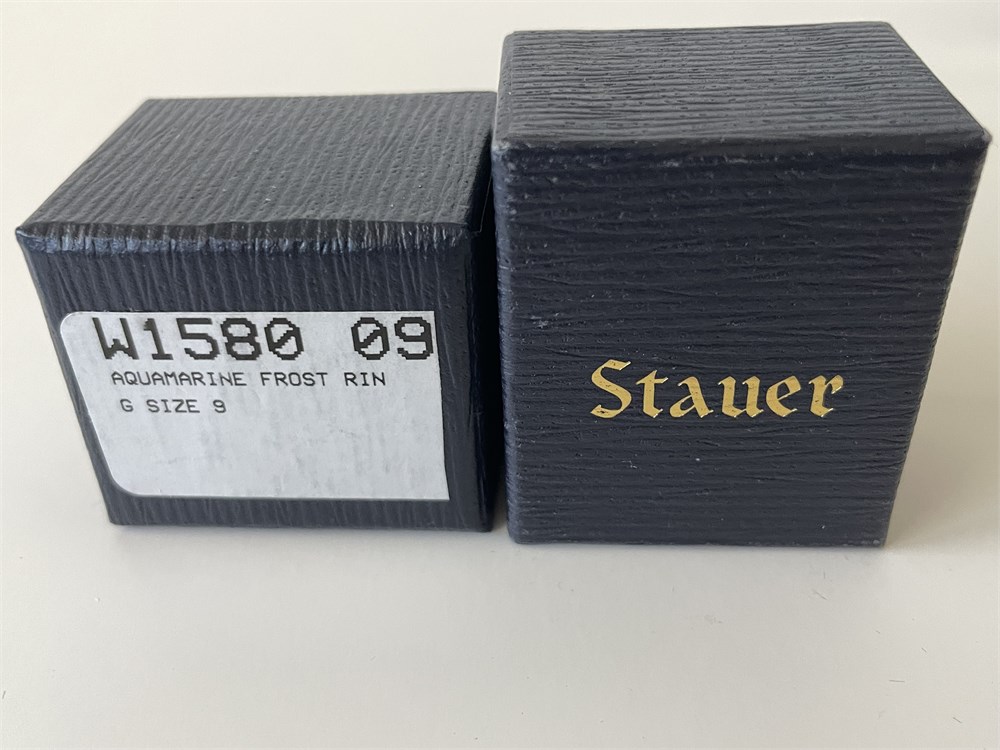 W1580 09
AQUAMARINE FROST RIN
G SIZE 9
Stauer